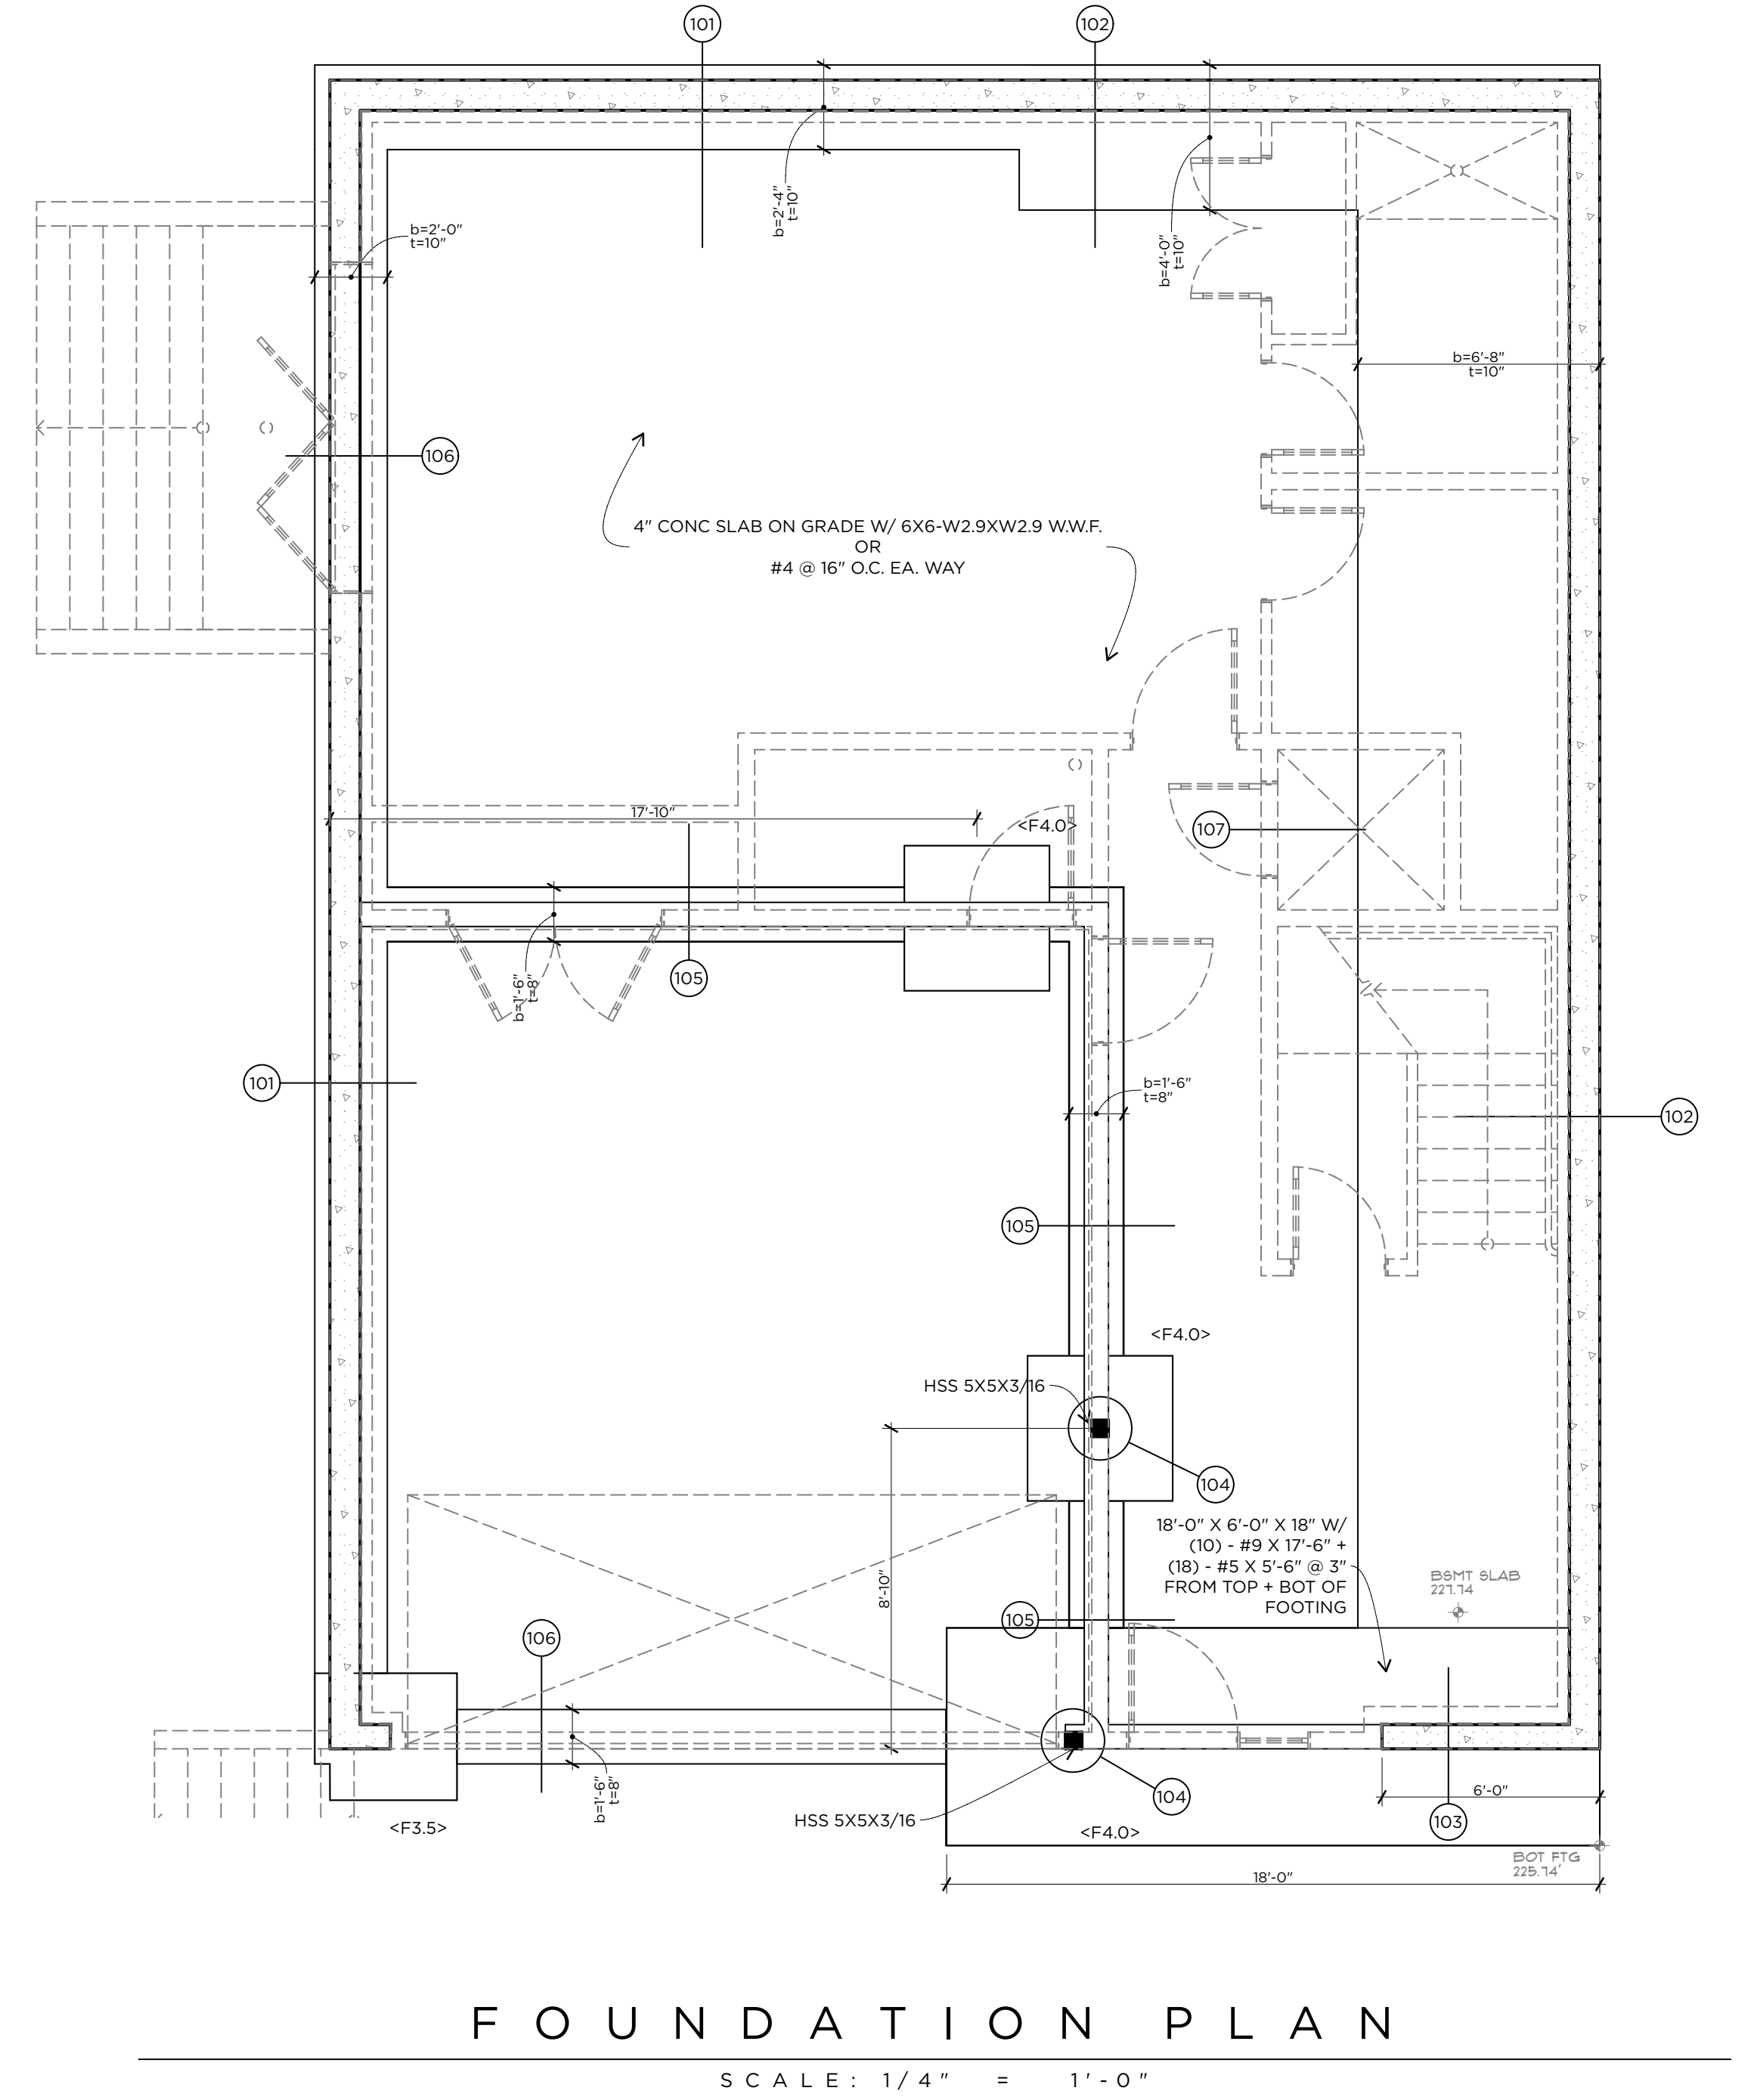 101
102
b=2'-4"
t=10"
b=4'-0"
t=10"
b=2'-0"
t=10"
b=6'-8"
t=10"
106
4" CONC SLAB ON GRADE W/ 6X6-W2.9XW2.9 W.W.F.
OR
#4 @ 16" O.C. EA. WAY
17'-10"
<F4.0>
107
b=1'-6"
t=8"
105
101
b=1'-6"
t=8"
102
105
<F4.0>
HSS 5X5X3/16
104
18'-0" X 6'-0" X 18" W/
(10) - #9 X 17'-6" +
(18) - #5 X 5'-6" @ 3"
FROM TOP + BOT OF
FOOTING
BSMT SLAB
227.74
8'-10"
105
106
b=1'-6"
t=8"
6'-0"
104
HSS 5X5X3/16
103
<F3.5>
<F4.0>
BOT FTG
225.74'
18'-0"
FOUNDATION PLAN
SCALE: 1/4" = 1'-0"